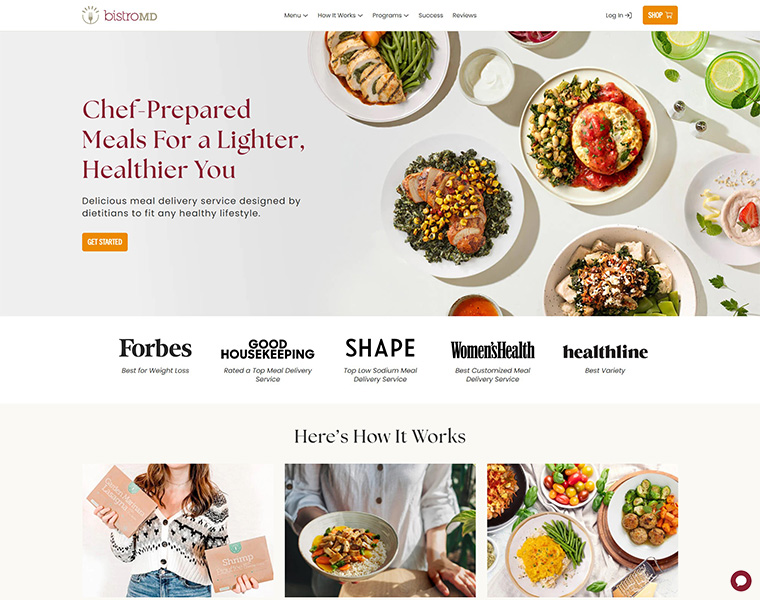 bistroMD
Menu
How It Works
Programs
Success
Reviews
Log In
SHOP
Chef-Prepared
Meals For a Lighter,
Healthier You
Delicious meal delivery service designed by
dietitians to fit any healthy lifestyle.
GET STARTED
Forbes
Best for Weight Loss
GOOD
HOUSEKEEPING
Rated a Top Meal Delivery
Service
SHAPE
Top Low Sodium Meal
Delivery Service
Women'sHealth
Best Customized Meal
Delivery Service
healthline
Best Variety
Here's How It Works
Lasagna
Shrimp